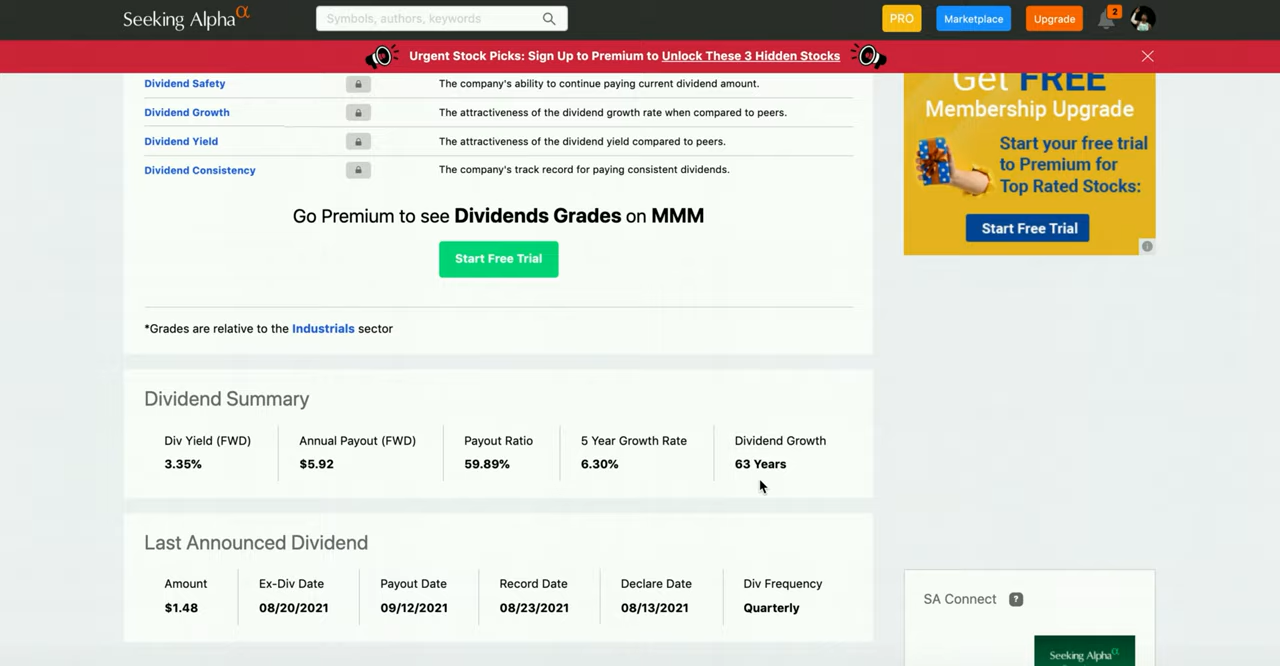 Seeking Alpha α
Symbols, authors, keywords
PRO
Marketplace
Upgrade
2
Urgent Stock Picks: Sign Up to Premium to Unlock These 3 Hidden Stocks
Dividend Safety The company's ability to continue paying current dividend amount.
Dividend Growth The attractiveness of the dividend growth rate when compared to peers.
Dividend Yield The attractiveness of the dividend yield compared to peers.
Dividend Consistency The company's track record for paying consistent dividends.
Go Premium to see Dividends Grades on MMM
Start Free Trial
*Grades are relative to the Industrials sector
Get FREE
Membership Upgrade
Start your free trial
to Premium for
Top Rated Stocks:
Start Free Trial
Dividend Summary
Div Yield (FWD) Annual Payout (FWD) Payout Ratio 5 Year Growth Rate Dividend Growth
3.35% $5.92 59.89% 6.30% 63 Years
Last Announced Dividend
Amount Ex-Div Date Payout Date Record Date Declare Date Div Frequency
$1.48 08/20/2021 09/12/2021 08/23/2021 08/13/2021 Quarterly
SA Connect ?
Seeking Alpha α